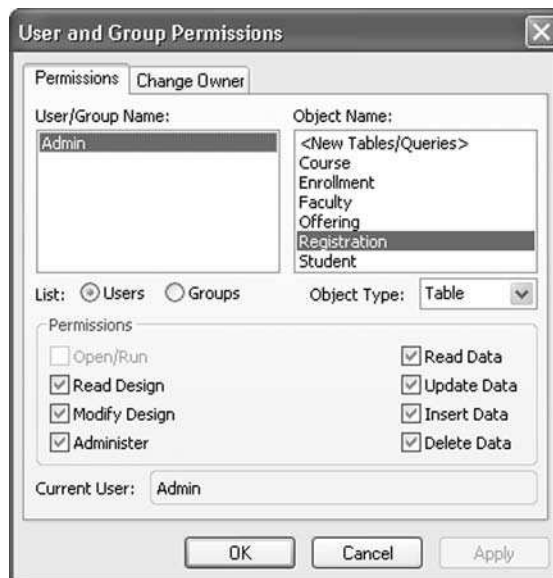 User and Group Permissions
Permissions Change Owner
User/Group Name: Object Name:
Admin
<New Tables/Queries>
Course
Enrollment
Faculty
Offering
Registration
Student
List: Users Groups Object Type: Table
Permissions
Open/Run Read Data
Read Design Update Data
Modify Design Insert Data
Administer Delete Data
Current User: Admin
OK Cancel Apply